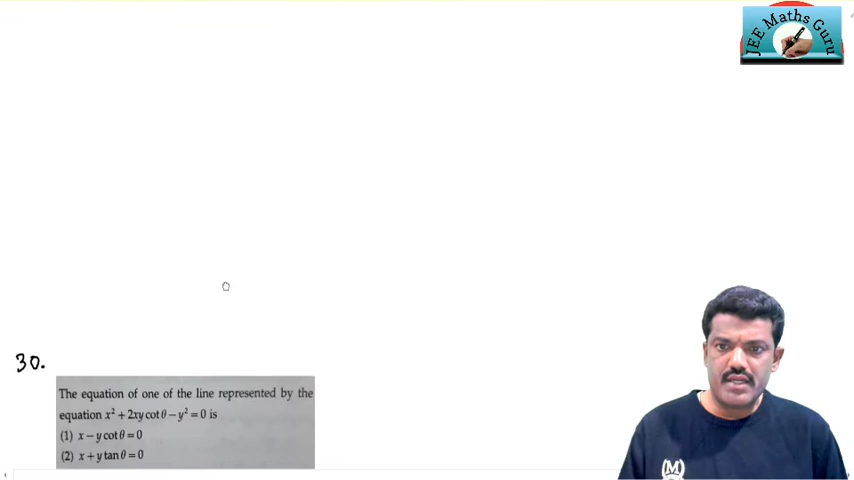 JEE Maths Guru
30.
The equation of one of the line represented by the
equation x² + 2xy cot θ − y² = 0 is
(1) x − y cot θ = 0
(2) x + y tan θ = 0
(M)